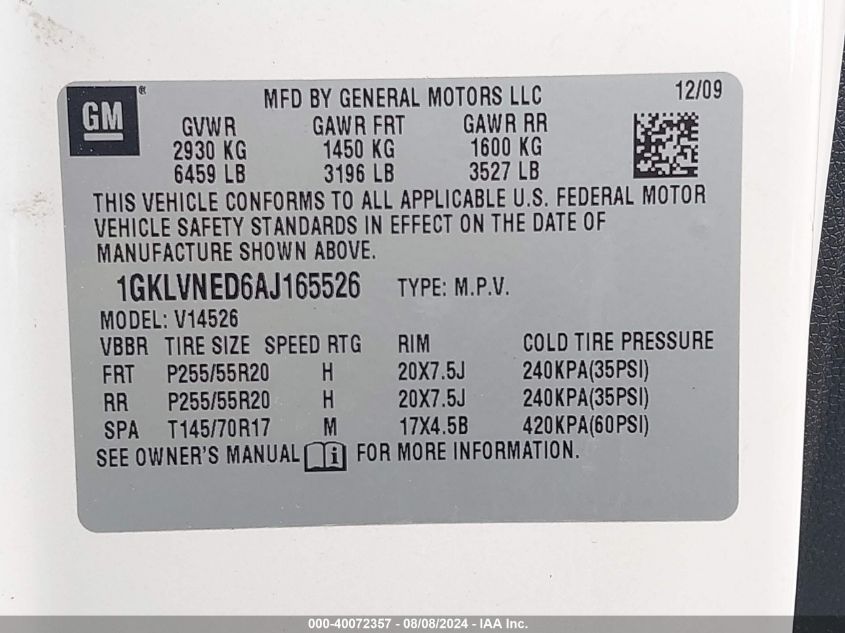 GM ®
MFD BY GENERAL MOTORS LLC 12/09
GVWR GAWR FRT GAWR RR
2930 KG 1450 KG 1600 KG
6459 LB 3196 LB 3527 LB
THIS VEHICLE CONFORMS TO ALL APPLICABLE U.S. FEDERAL MOTOR
VEHICLE SAFETY STANDARDS IN EFFECT ON THE DATE OF
MANUFACTURE SHOWN ABOVE.
1GKLVNED6AJ165526 TYPE: M.P.V.
MODEL: V14526
VBBR TIRE SIZE SPEED RTG RIM COLD TIRE PRESSURE
FRT P255/55R20 H 20X7.5J 240KPA(35PSI)
RR P255/55R20 H 20X7.5J 240KPA(35PSI)
SPA T145/70R17 M 17X4.5B 420KPA(60PSI)
SEE OWNER'S MANUAL i FOR MORE INFORMATION.
000-40072357 - 08/08/2024 - IAA Inc.